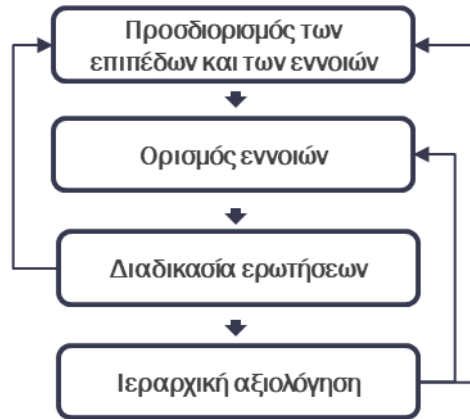 Προσδιορισμός των
επιπέδων και των εννοιών
Ορισμός εννοιών
Διαδικασία ερωτήσεων
Ιεραρχική αξιολόγηση